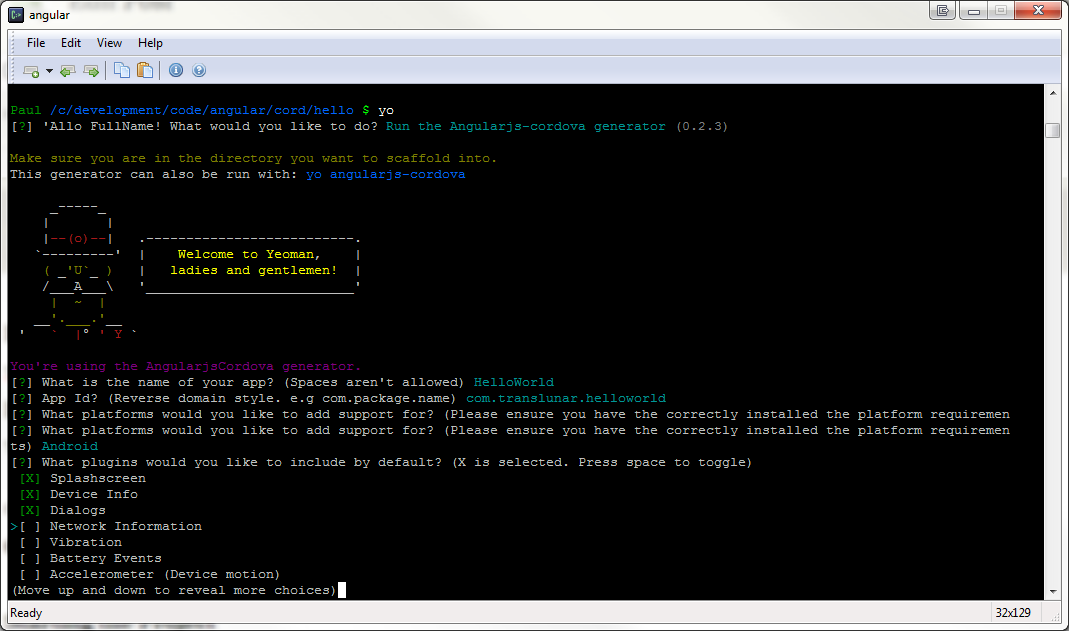 angular
File Edit View Help
Paul /c/development/code/angular/cord/hello $ yo
[?] 'Allo FullName! What would you like to do? Run the Angularjs-cordova generator (0.2.3)
Make sure you are in the directory you want to scaffold into.
This generator can also be run with: yo angularjs-cordova
     _-----_
    |       |
    |--(o)--|   .--------------------------.
   `---------'  |    Welcome to Yeoman,    |
    ( _'U`_ )   |   ladies and gentlemen!  |
    /___A___\   '__________________________'
     |  ~  |
   __'.___.'__
 '   `  |° ' Y `
You're using the AngularjsCordova generator.
[?] What is the name of your app? (Spaces aren't allowed) HelloWorld
[?] App Id? (Reverse domain style. e.g com.package.name) com.translunar.helloworld
[?] What platforms would you like to add support for? (Please ensure you have the correctly installed the platform requiremen
[?] What platforms would you like to add support for? (Please ensure you have the correctly installed the platform requiremen
ts) Android
[?] What plugins would you like to include by default? (X is selected. Press space to toggle)
[X] Splashscreen
[X] Device Info
[X] Dialogs
>[ ] Network Information
[ ] Vibration
[ ] Battery Events
[ ] Accelerometer (Device motion)
(Move up and down to reveal more choices)
Ready 32x129